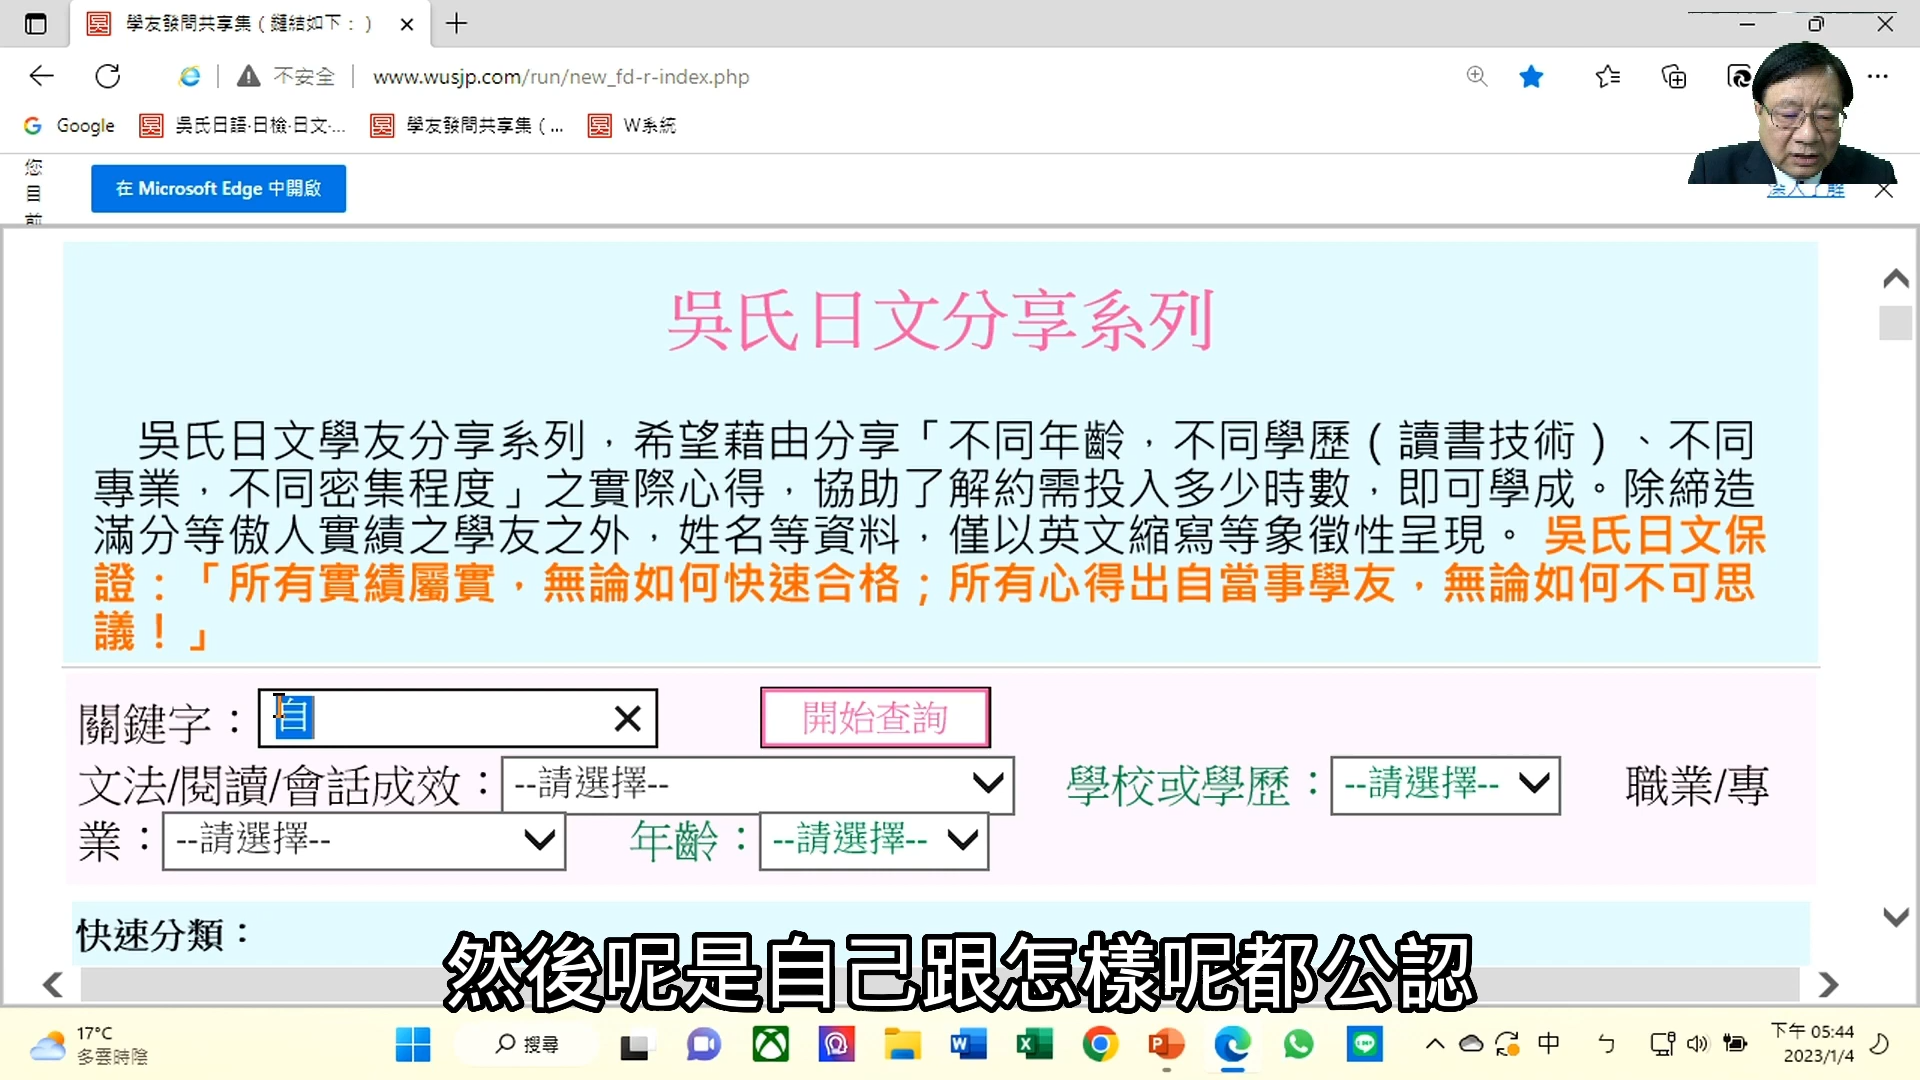 學友發問共享集（鏈結如下：）
不安全
www.wusjp.com/run/new_fd-r-index.php
Google
吳氏日語·日檢·日文·...
學友發問共享集（...
W系統
您目前
在 Microsoft Edge 中開啟
深入了解
吳氏日文分享系列
吳氏日文學友分享系列，希望藉由分享「不同年齡，不同學歷（讀書技術）、不同
專業，不同密集程度」之實際心得，協助了解約需投入多少時數，即可學成。除締造
滿分等傲人實績之學友之外，姓名等資料，僅以英文縮寫等象徵性呈現。吳氏日文保
證：「所有實績屬實，無論如何快速合格；所有心得出自當事學友，無論如何不可思
議！」
關鍵字：自
開始查詢
文法/閱讀/會話成效：--請選擇-- 學校或學歷：--請選擇-- 職業/專
業：--請選擇-- 年齡：--請選擇--
快速分類：
然後呢是自己跟怎樣呢都公認
17°C
多雲時陰
搜尋
中
ㄅ
下午 05:44
2023/1/4